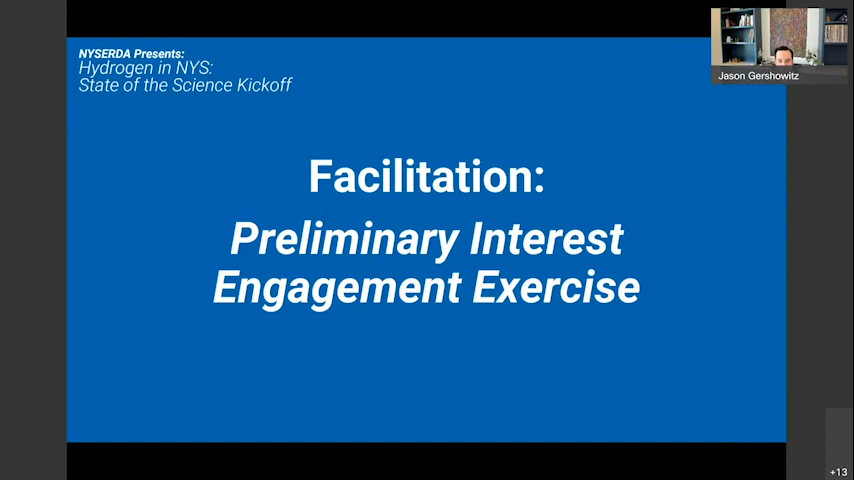 NYSERDA Presents:
Hydrogen in NYS:
State of the Science Kickoff
Jason Gershowitz
Facilitation:
Preliminary Interest
Engagement Exercise
+13